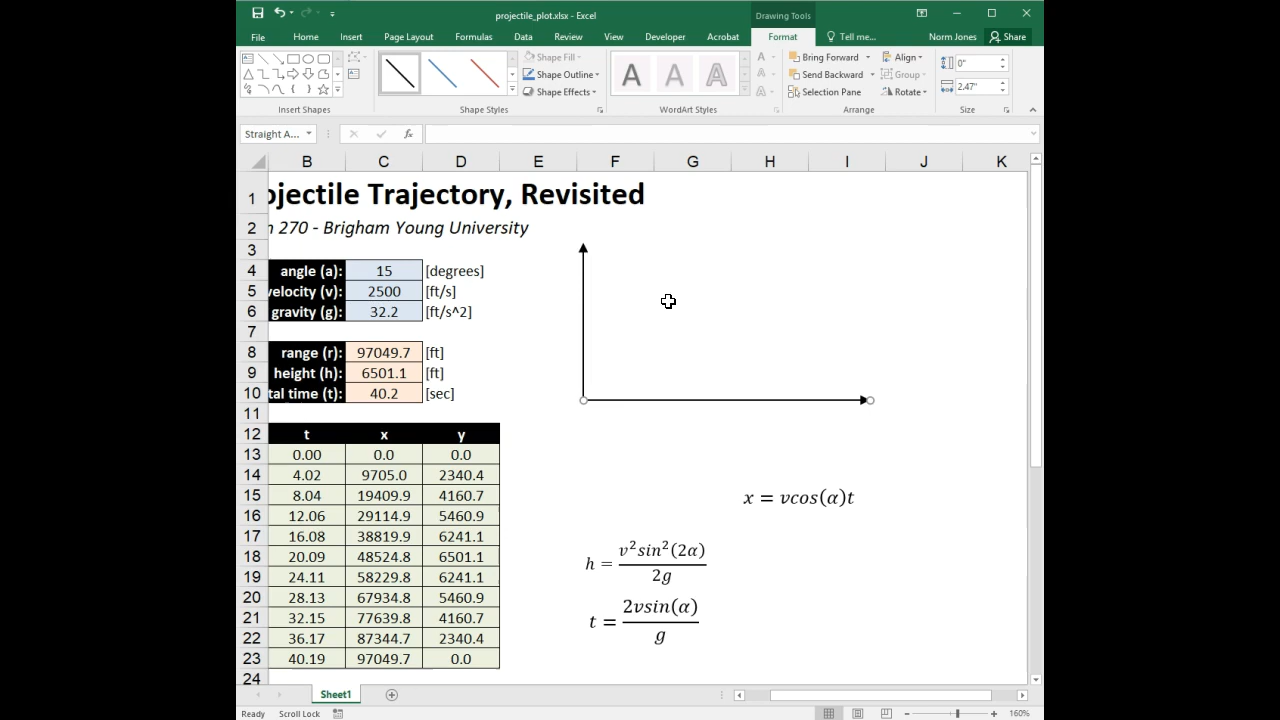 projectile_plot.xlsx - Excel
Drawing Tools
File Home Insert Page Layout Formulas Data Review View Developer Acrobat Format Tell me... Norm Jones Share
Shape Fill
Shape Outline
Shape Effects
A A A
Bring Forward
Send Backward
Selection Pane
Align
Group
Rotate
0"
2.47"
Insert Shapes Shape Styles WordArt Styles Arrange Size
Straight A... fx
B C D E F G H I J K
1 ojectile Trajectory, Revisited
2 n 270 - Brigham Young University
3
4 angle (a): 15 [degrees]
5 velocity (v): 2500 [ft/s]
6 gravity (g): 32.2 [ft/s^2]
7
8 range (r): 97049.7 [ft]
9 height (h): 6501.1 [ft]
10 tal time (t): 40.2 [sec]
11
12 t x y
13 0.00 0.0 0.0
14 4.02 9705.0 2340.4
15 8.04 19409.9 4160.7
16 12.06 29114.9 5460.9
17 16.08 38819.9 6241.1
18 20.09 48524.8 6501.1
19 24.11 58229.8 6241.1
20 28.13 67934.8 5460.9
21 32.15 77639.8 4160.7
22 36.17 87344.7 2340.4
23 40.19 97049.7 0.0
24
x = vcos(α)t
h = v²sin²(2α) / 2g
t = 2vsin(α) / g
Sheet1
Ready Scroll Lock 160%